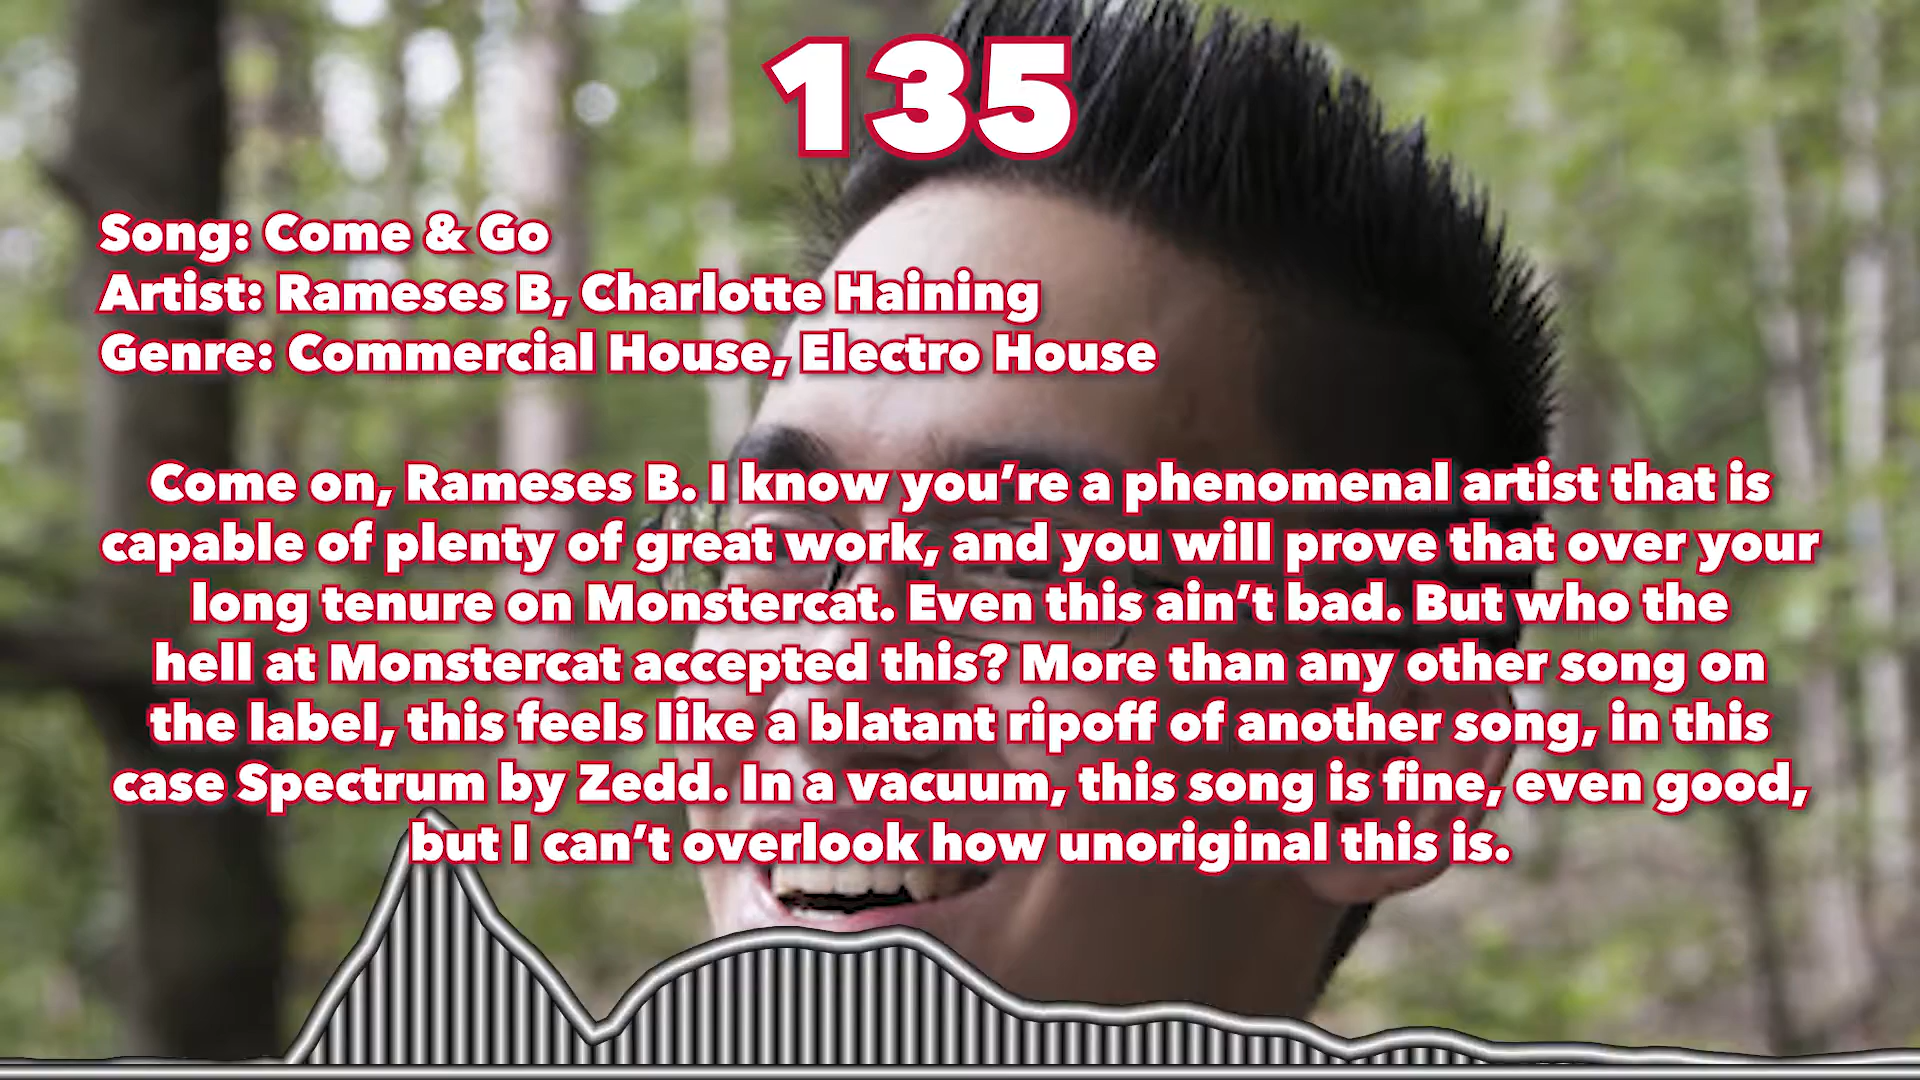 135
Song: Come & Go
Artist: Rameses B, Charlotte Haining
Genre: Commercial House, Electro House
Come on, Rameses B. I know you’re a phenomenal artist that is
capable of plenty of great work, and you will prove that over your
long tenure on Monstercat. Even this ain’t bad. But who the
hell at Monstercat accepted this? More than any other song on
the label, this feels like a blatant ripoff of another song, in this
case Spectrum by Zedd. In a vacuum, this song is fine, even good,
but I can’t overlook how unoriginal this is.